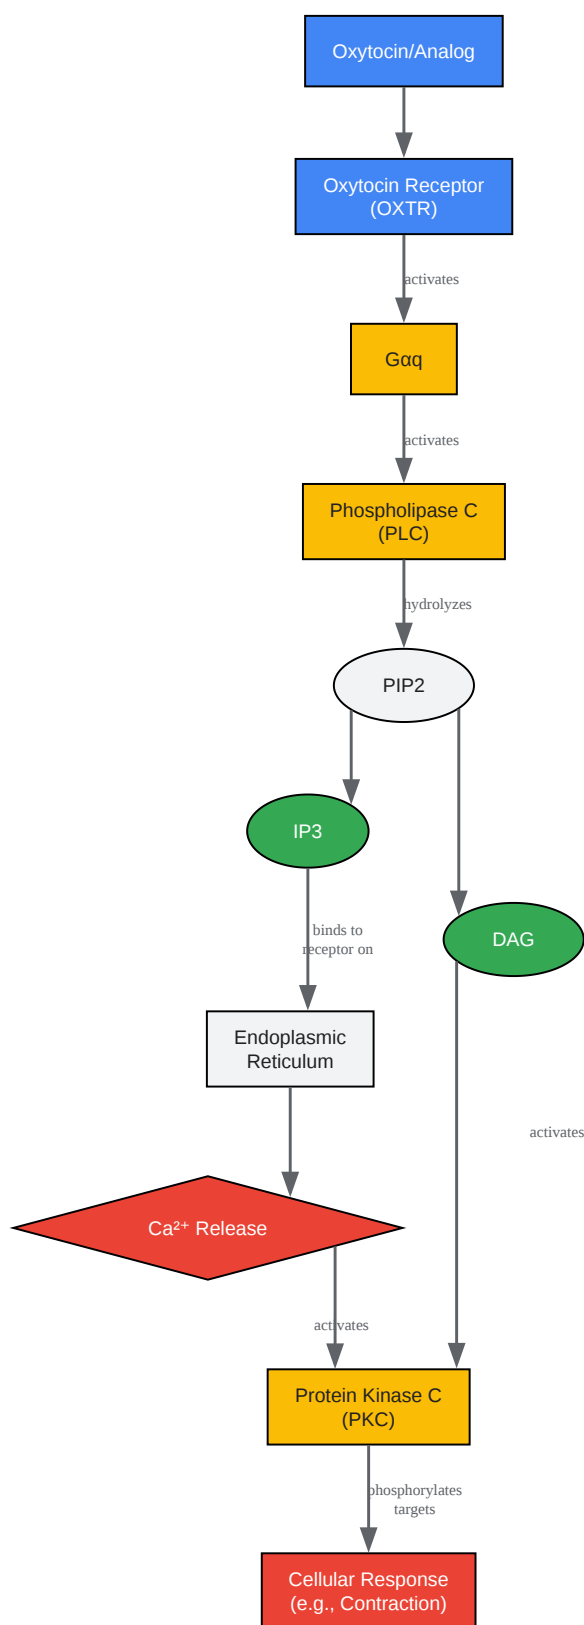 Oxytocin/Analog
Oxytocin Receptor
(OXTR)
activates
Gαq
activates
Phospholipase C
(PLC)
hydrolyzes
PIP2
IP3
DAG
binds to
receptor on
Endoplasmic
Reticulum
activates
Ca²⁺ Release
activates
Protein Kinase C
(PKC)
phosphorylates
targets
Cellular Response
(e.g., Contraction)